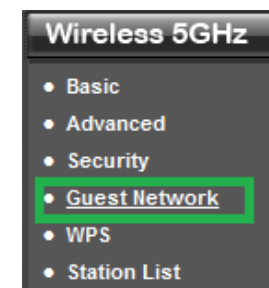 Wireless 5GHz
• Basic
• Advanced
• Security
• Guest Network
• WPS
• Station List